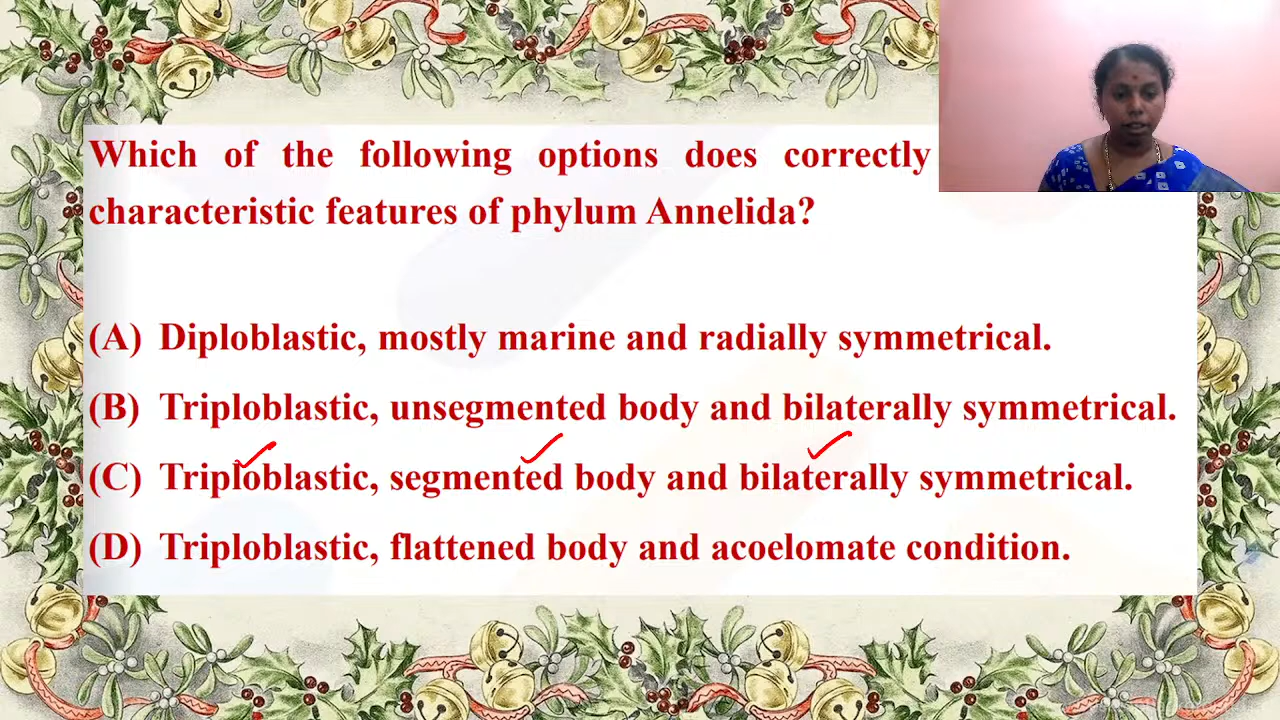 Which of the following options does correctly
characteristic features of phylum Annelida?
(A) Diploblastic, mostly marine and radially symmetrical.
(B) Triploblastic, unsegmented body and bilaterally symmetrical.
(C) Triploblastic, segmented body and bilaterally symmetrical.
(D) Triploblastic, flattened body and acoelomate condition.